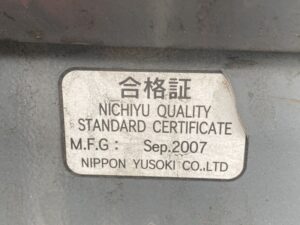 合格証
NICHIYU QUALITY
STANDARD CERTIFICATE
M.F.G : Sep.2007
NIPPON YUSOKI CO.,LTD